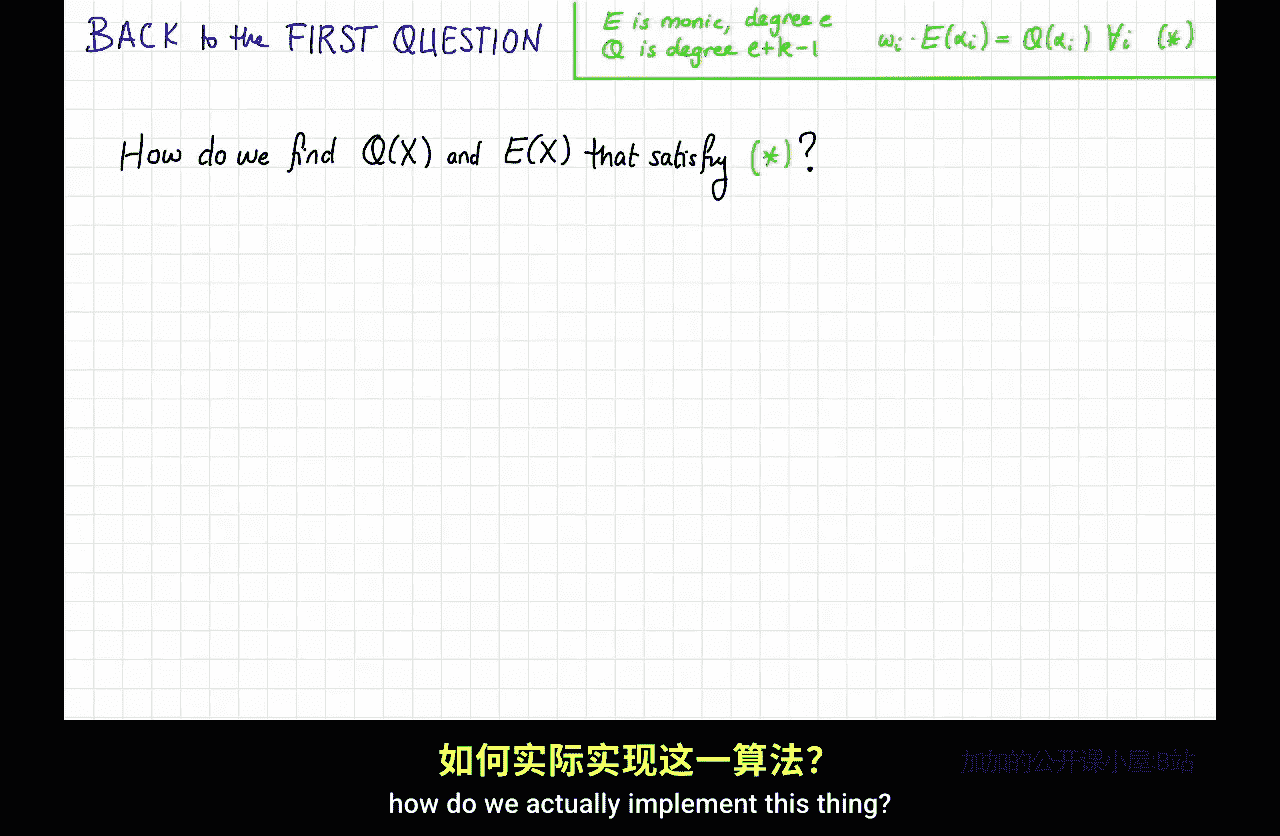 BACK to the FIRST QUESTION
E is monic, degree e
Q is degree e+k-1
wᵢ · E(αᵢ) = Q(αᵢ) ∀i (*)
How do we find Q(X) and E(X) that satisfy (*)?
如何实际实现这一算法?
how do we actually implement this thing?
加加的公开课小屋:B站